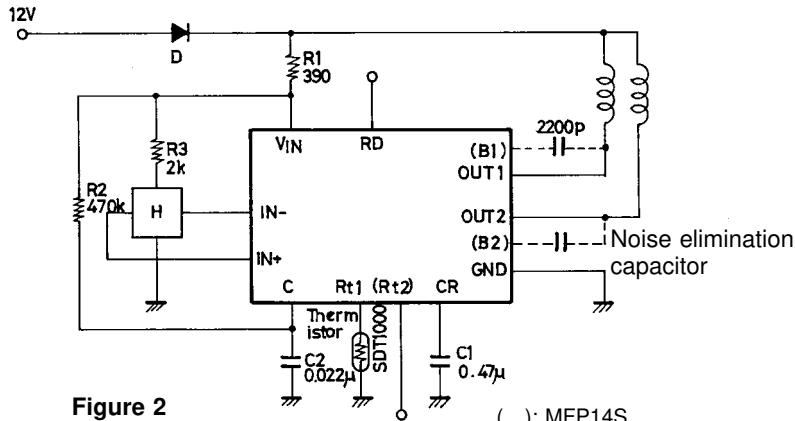 12V
D
R1
390
R3
2k
R2
470k
H
VIN
RD
(B1)
2200p
OUT1
IN-
OUT2
IN+
(B2)
Noise elimination
capacitor
GND
C
Rt1
(Rt2)
CR
Therm
istor
SDT1000
C2
0.022μ
C1
0.47μ
Figure 2
( ): MFP14S